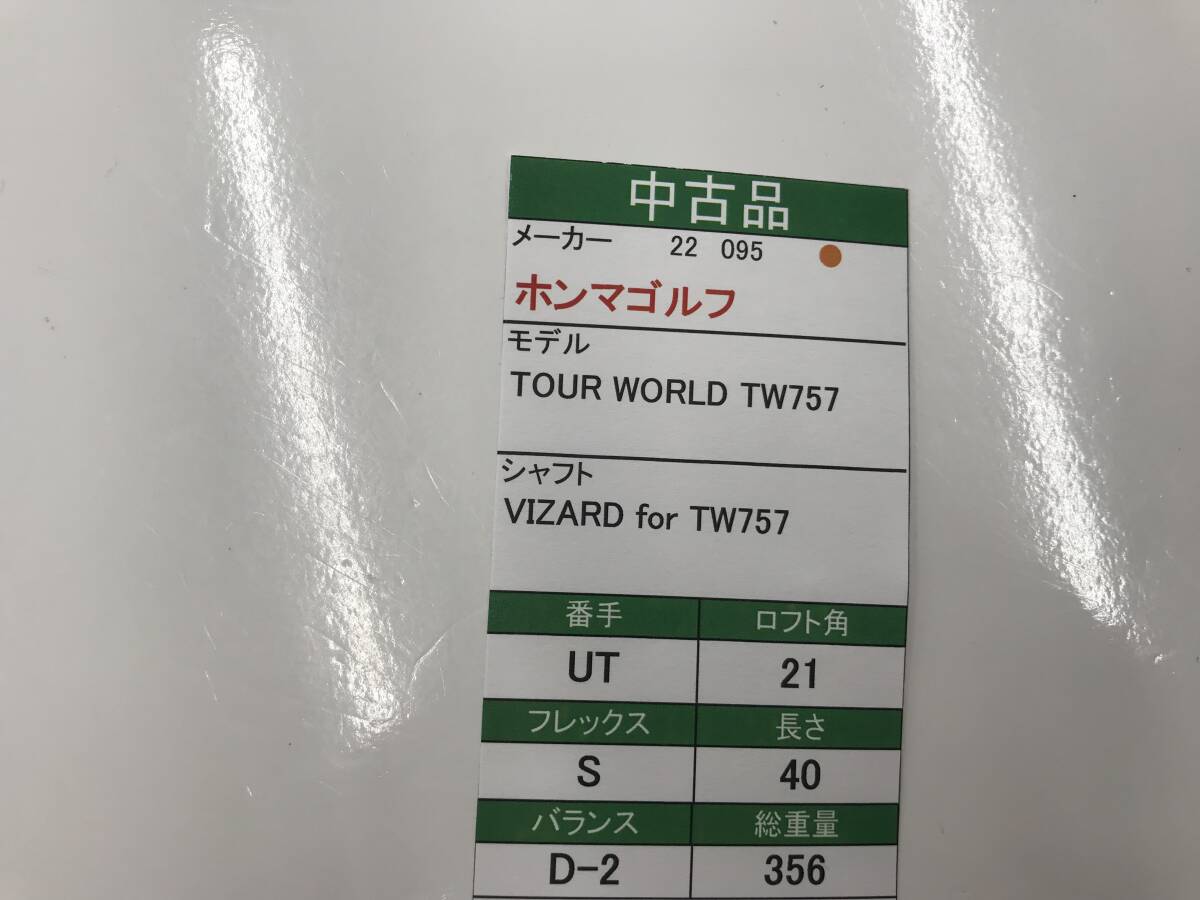 中古品
メーカー 22 095
ホンマゴルフ
モデル
TOUR WORLD TW757
シャフト
VIZARD for TW757
番手 ロフト角
UT 21
フレックス 長さ
S 40
バランス 総重量
D-2 356